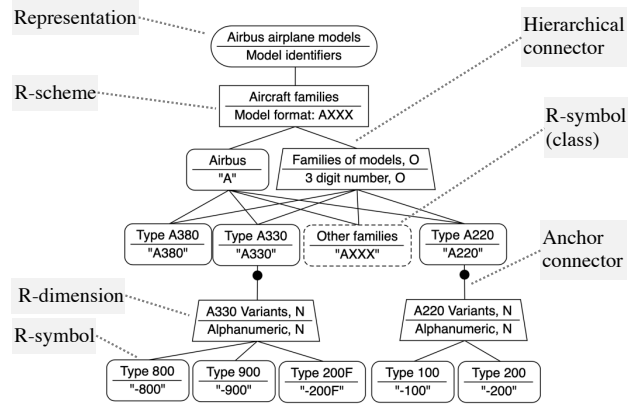 Representation
Airbus airplane models
Model identifiers
Hierarchical
connector
R-scheme
Aircraft families
Model format: AXXX
R-symbol
(class)
Airbus
"A"
Families of models, O
3 digit number, O
Type A380
"A380"
Type A330
"A330"
Other families
"AXXX"
Type A220
"A220"
Anchor
connector
R-dimension
A330 Variants, N
Alphanumeric, N
A220 Variants, N
Alphanumeric, N
R-symbol
Type 800
"-800"
Type 900
"-900"
Type 200F
"-200F"
Type 100
"-100"
Type 200
"-200"